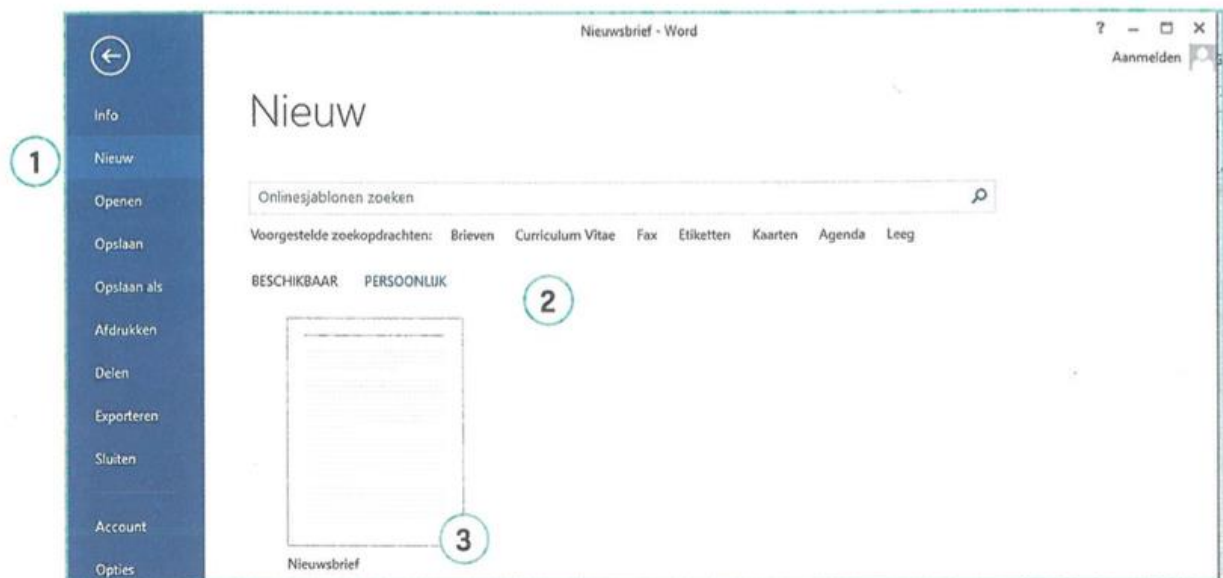 Nieuwsbrief - Word
? – □ ×
Aanmelden
Info
Nieuw
Openen
Opslaan
Opslaan als
Afdrukken
Delen
Exporteren
Sluiten
Account
Opties
1
Nieuw
Onlinesjablonen zoeken
Voorgestelde zoekopdrachten: Brieven Curriculum Vitae Fax Etiketten Kaarten Agenda Leeg
BESCHIKBAAR PERSOONLIJK
2
3
Nieuwsbrief